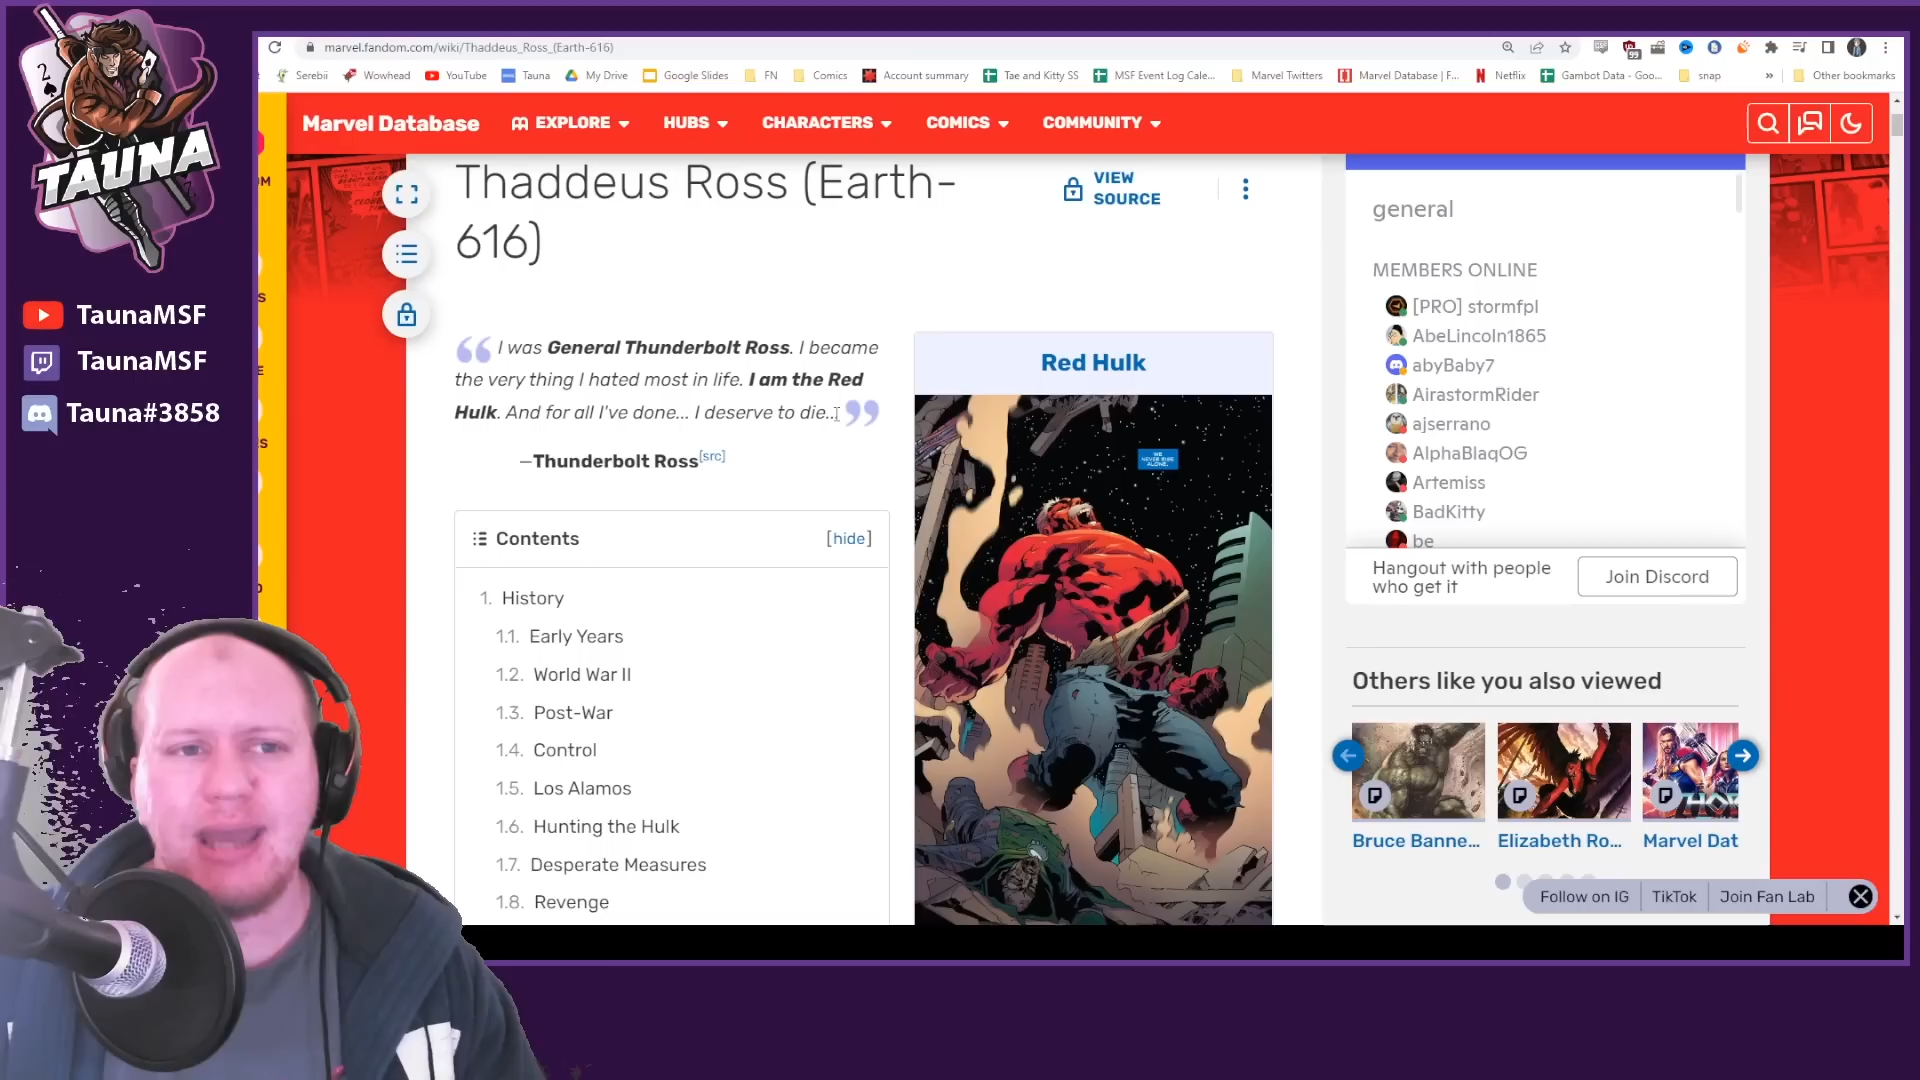 2
TAUNA
TaunaMSF
TaunaMSF
Tauna#3858
marvel.fandom.com/wiki/Thaddeus_Ross_(Earth-616)
99
Serebii Wowhead YouTube Tauna My Drive Google Slides FN Comics Account summary Tae and Kitty SS MSF Event Log Cale... Marvel Twitters Marvel Database | F... Netflix Gambot Data - Goo... snap » Other bookmarks
Marvel Database EXPLORE HUBS CHARACTERS COMICS COMMUNITY
Thaddeus Ross (Earth-
616)
VIEW
SOURCE
I was General Thunderbolt Ross. I became
the very thing I hated most in life. I am the Red
Hulk. And for all I've done... I deserve to die...
—Thunderbolt Ross[src]
Contents [hide]
1. History
1.1. Early Years
1.2. World War II
1.3. Post-War
1.4. Control
1.5. Los Alamos
1.6. Hunting the Hulk
1.7. Desperate Measures
1.8. Revenge
Red Hulk
WE
NEVER RISE
ALONE.
general
MEMBERS ONLINE
[PRO] stormfpl
AbeLincoln1865
abyBaby7
AirastormRider
ajserrano
AlphaBlaqOG
Artemiss
BadKitty
be
Hangout with people
who get it
Join Discord
Others like you also viewed
THOR
Bruce Banne... Elizabeth Ro... Marvel Dat
Follow on IG TikTok Join Fan Lab